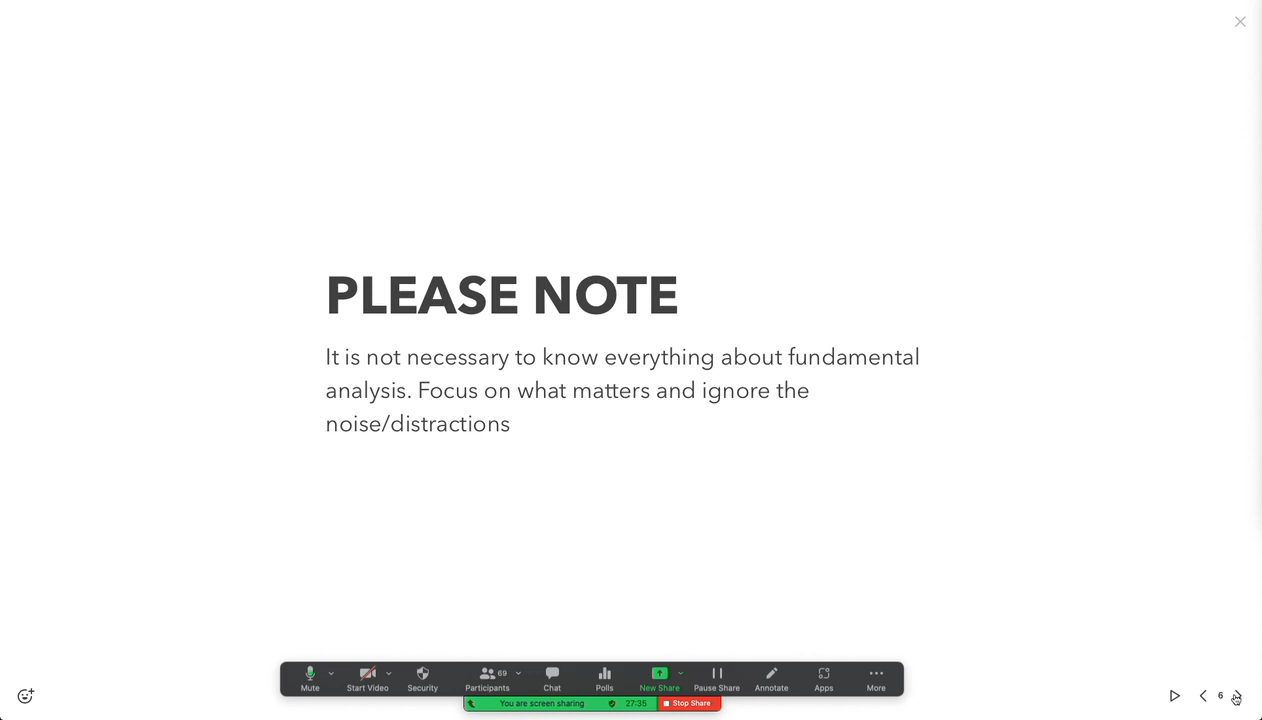 PLEASE NOTE
It is not necessary to know everything about fundamental
analysis. Focus on what matters and ignore the
noise/distractions
Mute
Start Video
Security
Participants
69
Chat
Polls
New Share
Pause Share
Annotate
Apps
More
You are screen sharing
27:35
Stop Share
6